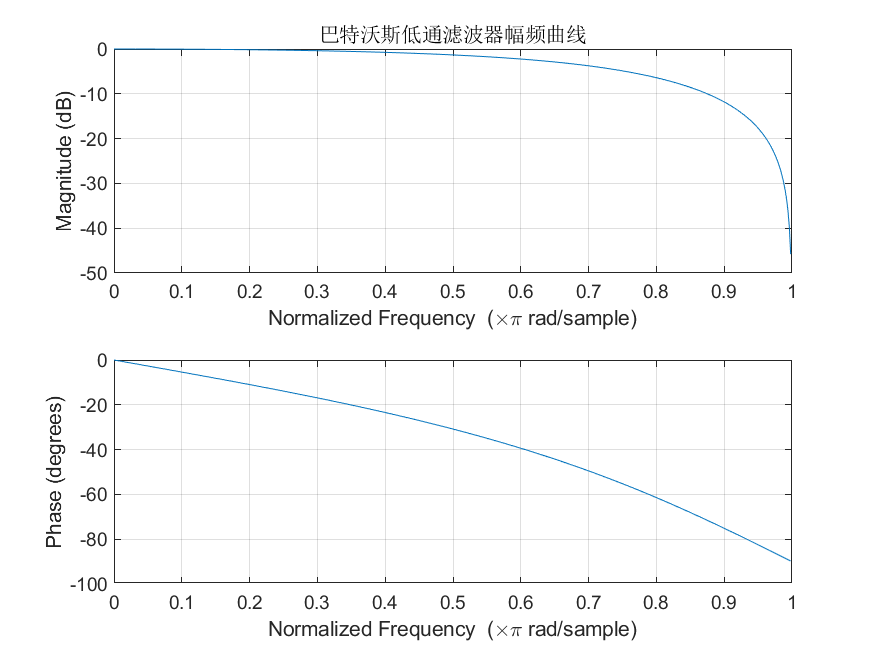 巴特沃斯低通滤波器幅频曲线
0
-10
-20
-30
-40
-50
Magnitude (dB)
0 0.1 0.2 0.3 0.4 0.5 0.6 0.7 0.8 0.9 1
Normalized Frequency (×π rad/sample)
0
-20
-40
-60
-80
-100
Phase (degrees)
0 0.1 0.2 0.3 0.4 0.5 0.6 0.7 0.8 0.9 1
Normalized Frequency (×π rad/sample)